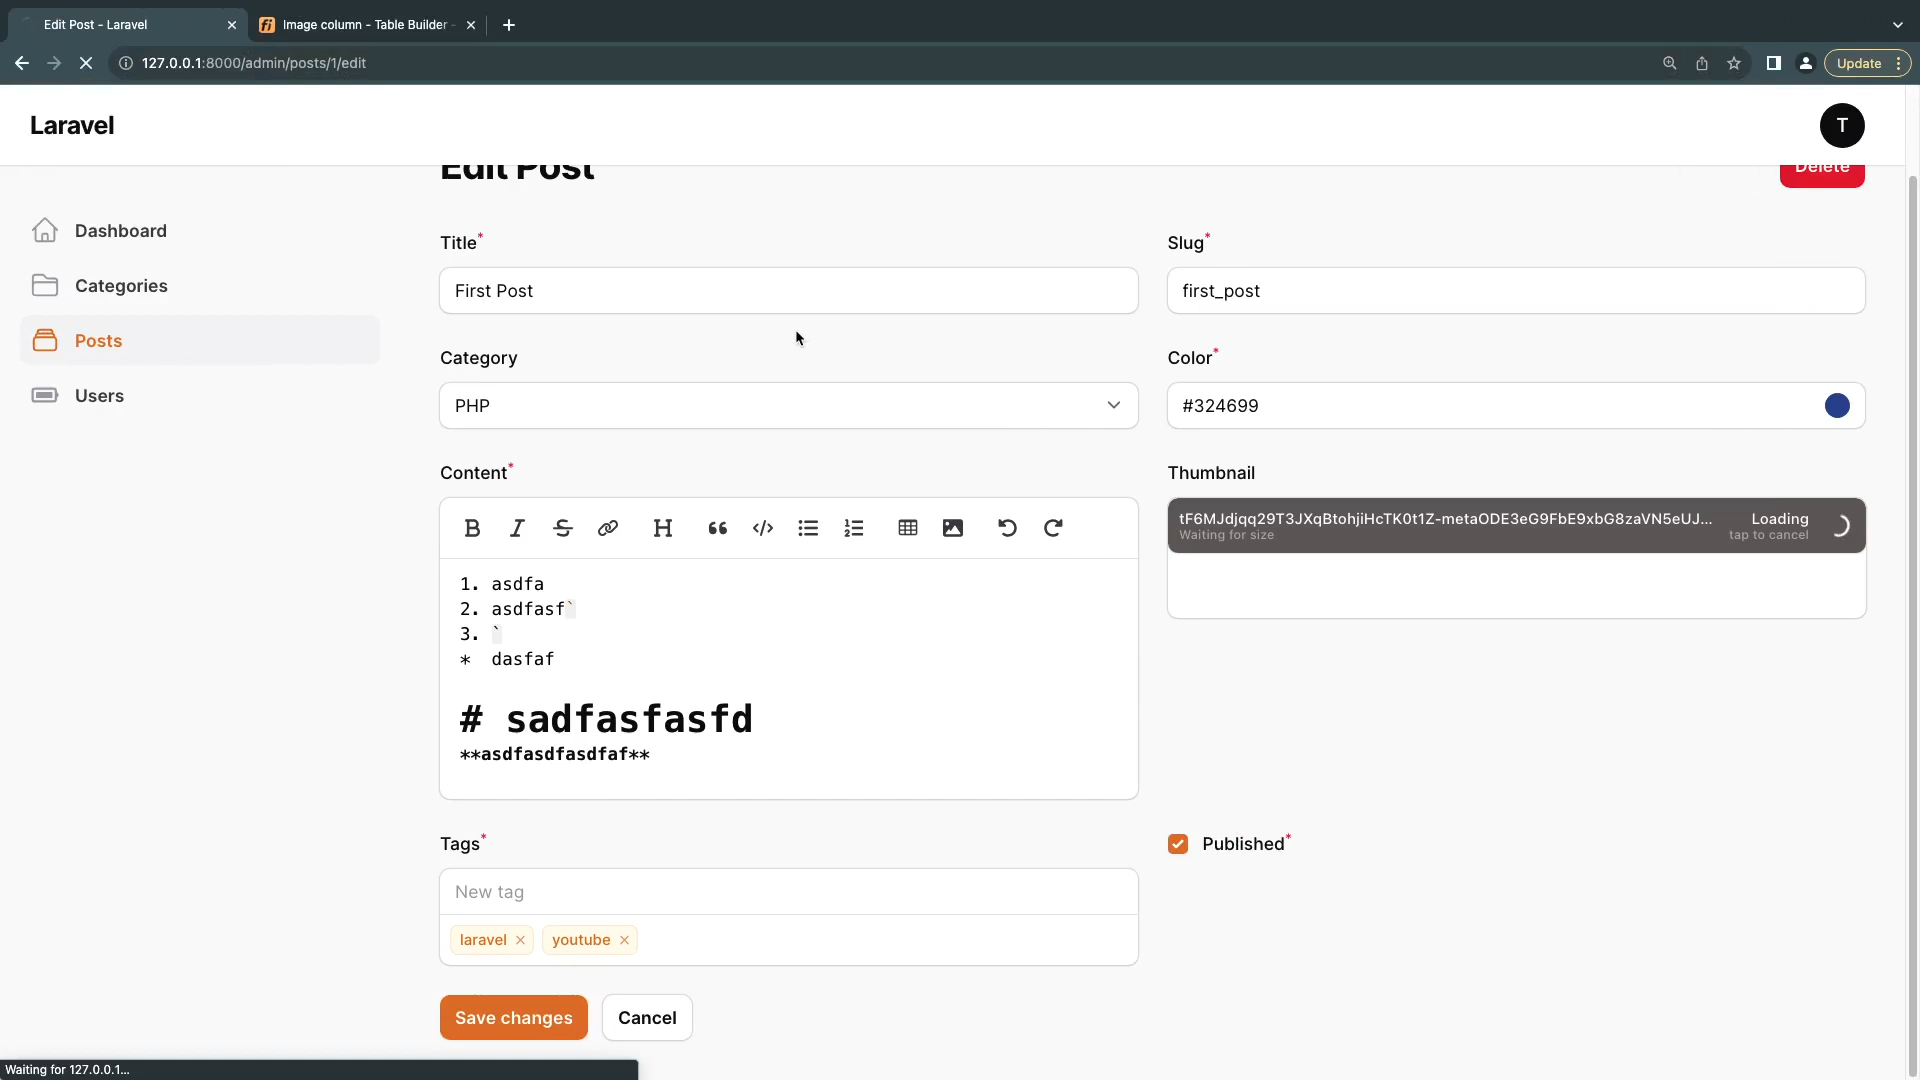 Edit Post - Laravel
Image column - Table Builder -
127.0.0.1:8000/admin/posts/1/edit
Update
Laravel
T
Edit Post
Delete
Dashboard
Categories
Posts
Users
Title*
First Post
Slug*
first_post
Category
PHP
Color*
#324699
Content*
1. asdfa
2. asdfasf`
3. `
* dasfaf
# sadfasfasfd
**asdfasdfasdfaf**
Thumbnail
tF6MJdjqq29T3JXqBtohjiHcTK0t1Z-metaODE3eG9FbE9xbG8zaVN5eUJ...
Waiting for size
Loading
tap to cancel
Tags*
New tag
laravel
youtube
Published*
Save changes
Cancel
Waiting for 127.0.0.1...